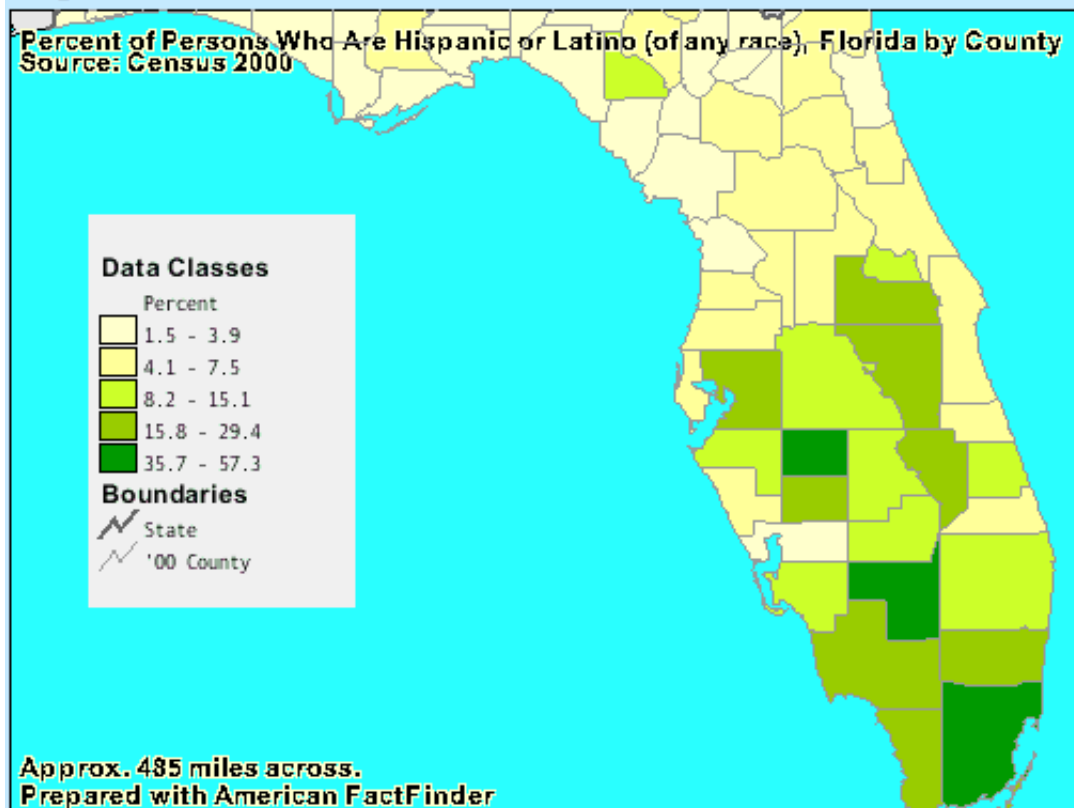 Percent of Persons Who Are Hispanic or Latino (of any race), Florida by County
Source: Census 2000
Data Classes
Percent
1.5 - 3.9
4.1 - 7.5
8.2 - 15.1
15.8 - 29.4
35.7 - 57.3
Boundaries
State
'00 County
Approx. 485 miles across.
Prepared with American FactFinder